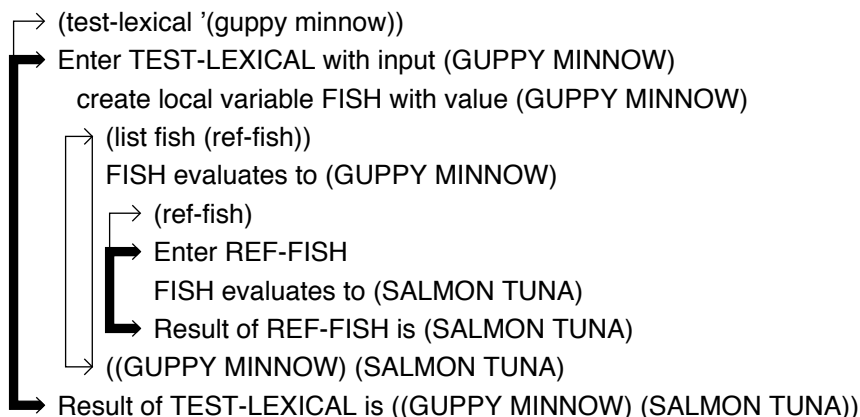 (test-lexical '(guppy minnow))
Enter TEST-LEXICAL with input (GUPPY MINNOW)
create local variable FISH with value (GUPPY MINNOW)
(list fish (ref-fish))
FISH evaluates to (GUPPY MINNOW)
(ref-fish)
Enter REF-FISH
FISH evaluates to (SALMON TUNA)
Result of REF-FISH is (SALMON TUNA)
((GUPPY MINNOW) (SALMON TUNA)
Result of TEST-LEXICAL is ((GUPPY MINNOW) (SALMON TUNA))